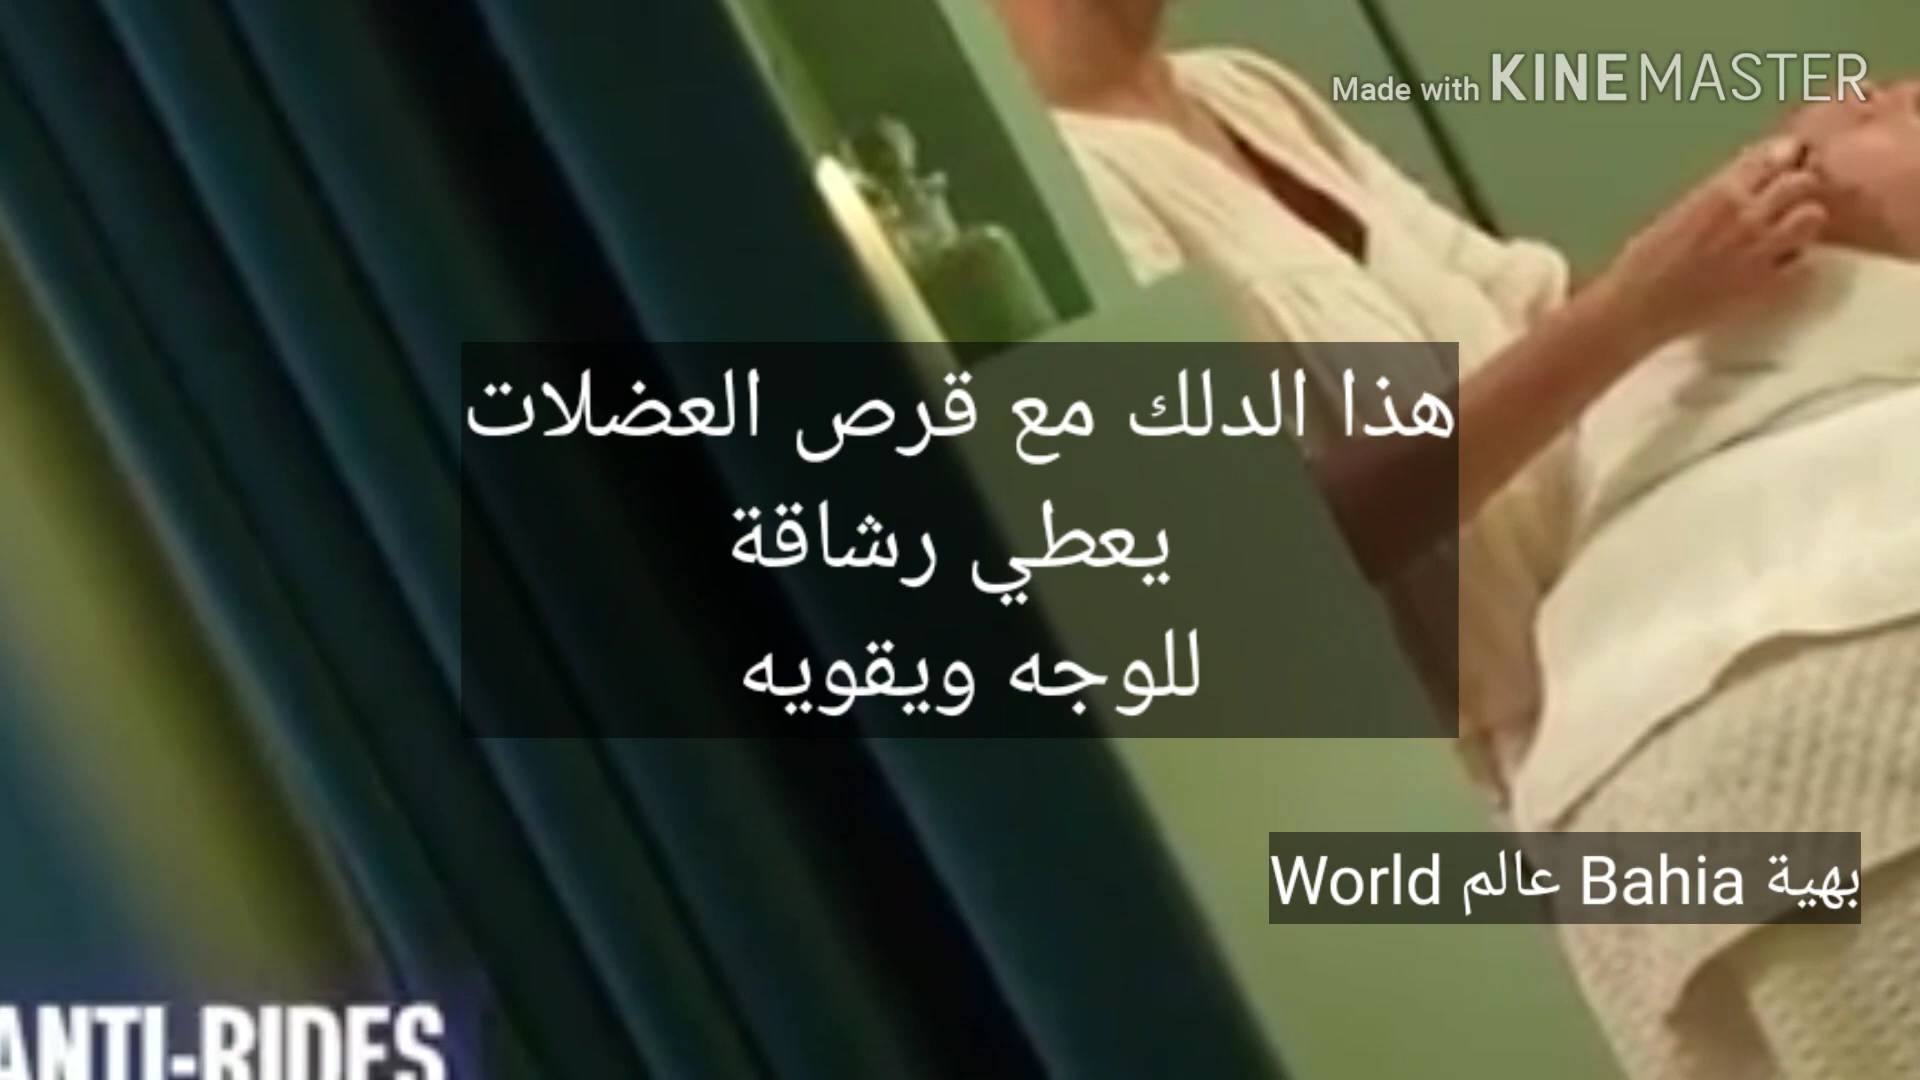 Made with KINEMASTER
هذا الدلك مع قرص العضلات
يعطي رشاقة
للوجه ويقويه
بهية Bahia عالم World
ANTI-RIDES